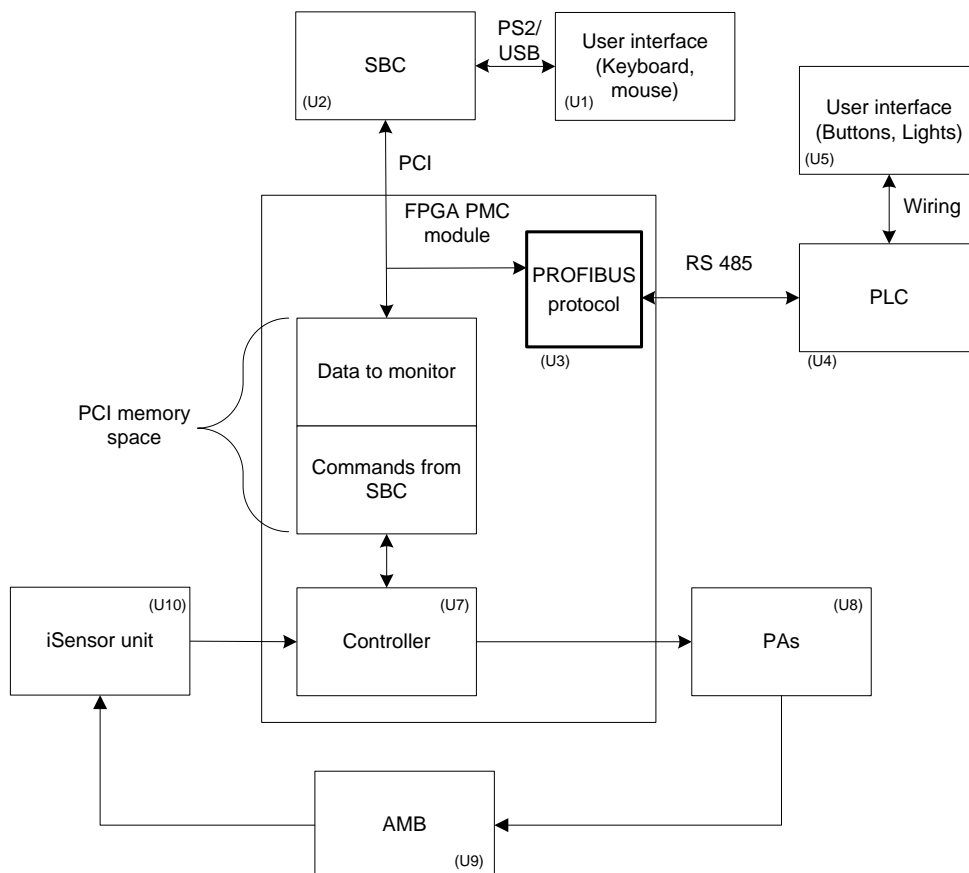 PS2/
USB
SBC
(U2)
User interface
(Keyboard,
mouse)
(U1)
User interface
(Buttons, Lights)
(U5)
PCI
Wiring
FPGA PMC
module
PROFIBUS
protocol
(U3)
RS 485
PLC
(U4)
Data to monitor
PCI memory
space
Commands from
SBC
(U10)
iSensor unit
(U7)
Controller
(U8)
PAs
AMB
(U9)